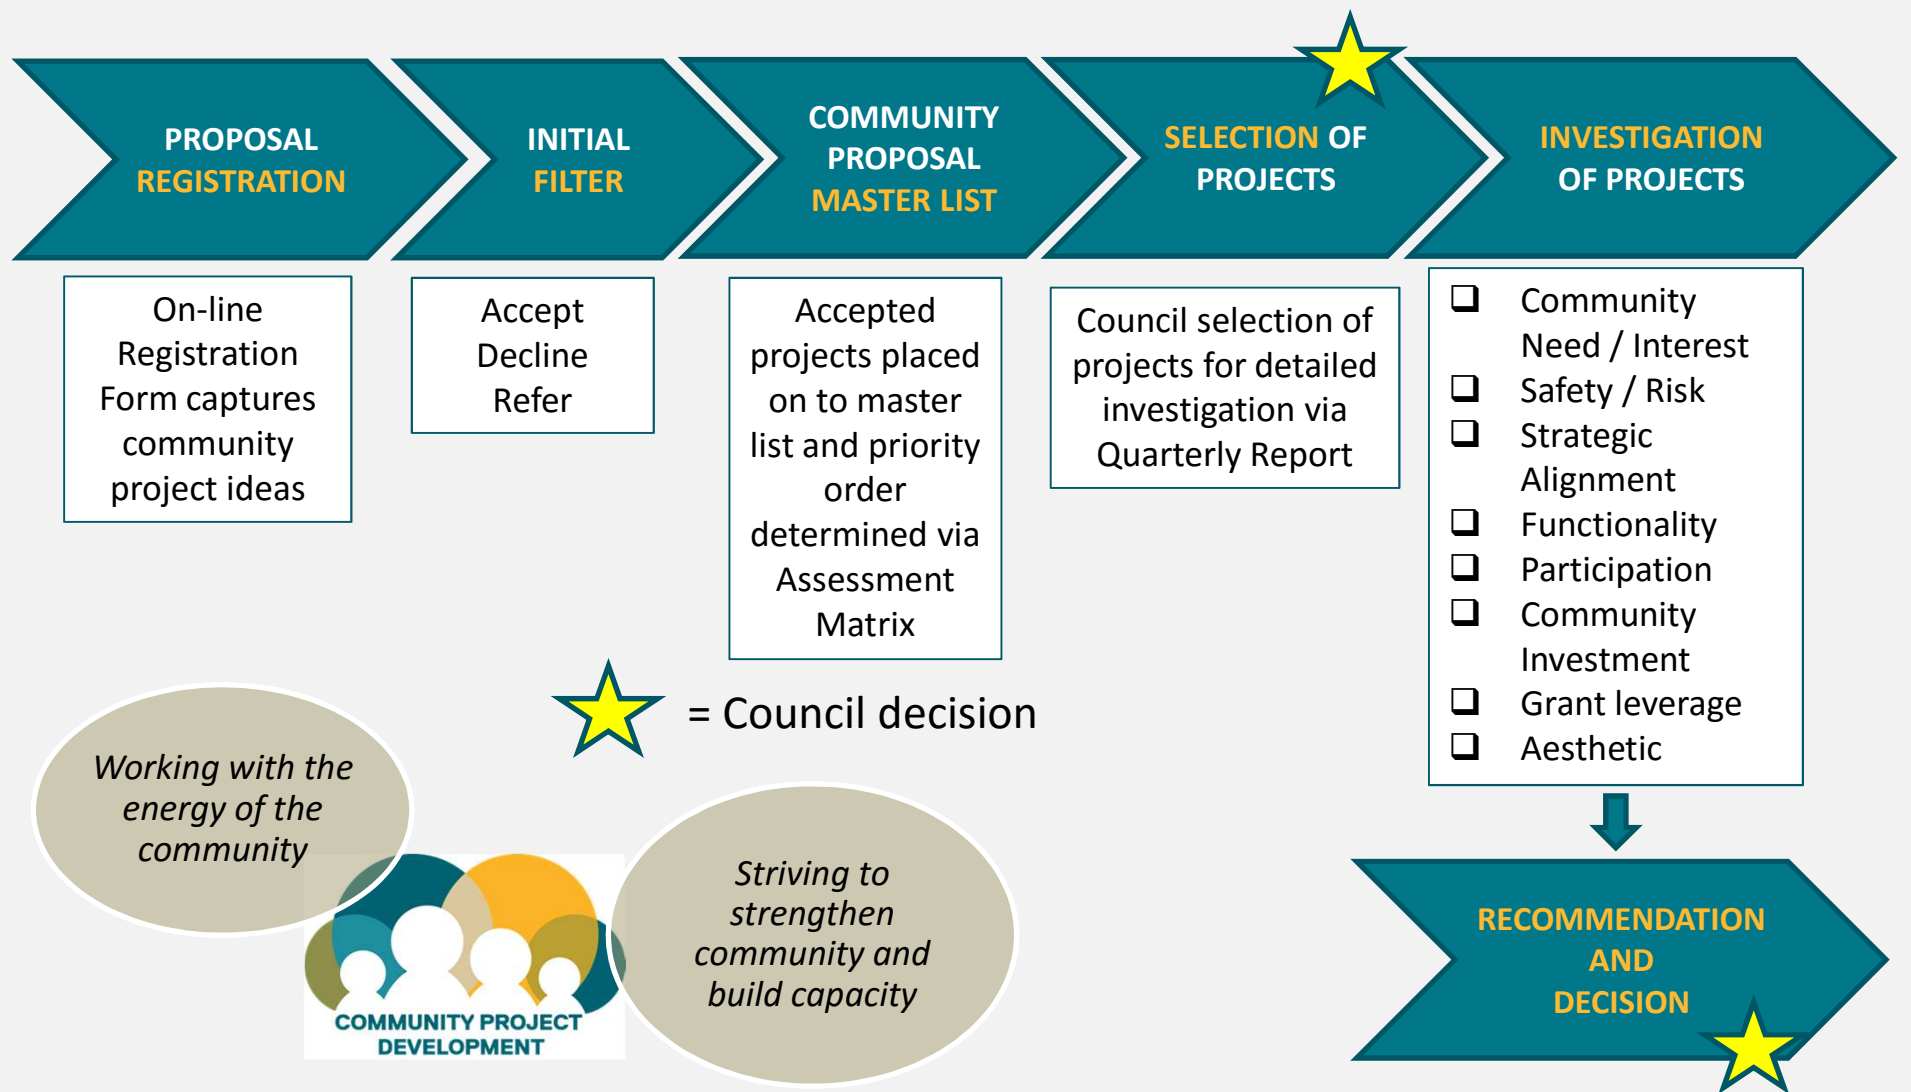 PROPOSAL
REGISTRATION
INITIAL
FILTER
COMMUNITY
PROPOSAL
MASTER LIST
SELECTION OF
PROJECTS
INVESTIGATION
OF PROJECTS
On-line
Registration
Form captures
community
project ideas
Accept
Decline
Refer
Accepted
projects placed
on to master
list and priority
order
determined via
Assessment
Matrix
Council selection of
projects for detailed
investigation via
Quarterly Report
Community
Need / Interest
Safety / Risk
Strategic
Alignment
Functionality
Participation
Community
Investment
Grant leverage
Aesthetic
= Council decision
Working with the
energy of the
community
Striving to
strengthen
community and
build capacity
COMMUNITY PROJECT
DEVELOPMENT
RECOMMENDATION
AND
DECISION